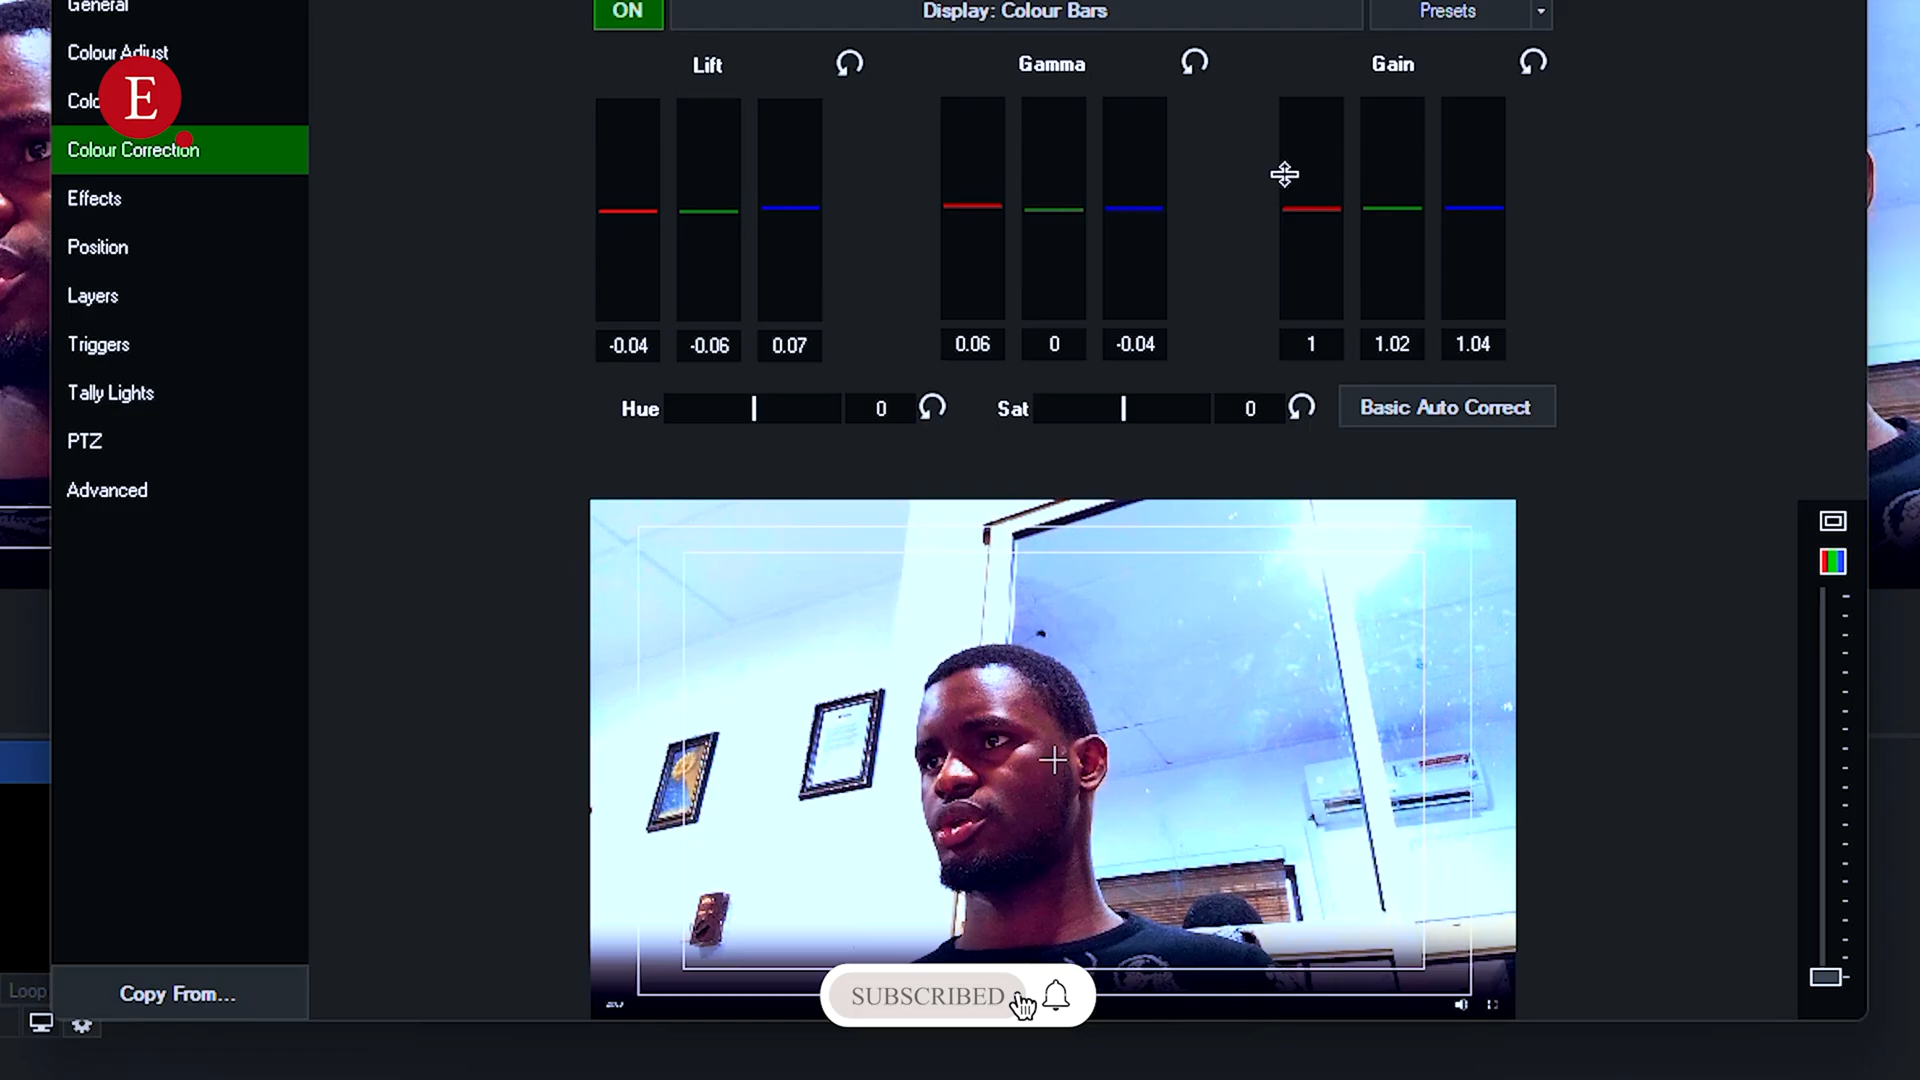 General
Colour Adjust
Colo
E
Colour Correction
Effects
Position
Layers
Triggers
Tally Lights
PTZ
Advanced
Copy From...
Loop
ON
Display: Colour Bars
Presets
Lift
Gamma
Gain
-0.04
-0.06
0.07
0.06
0
-0.04
1
1.02
1.04
Hue
0
Sat
0
Basic Auto Correct
SUBSCRIBED